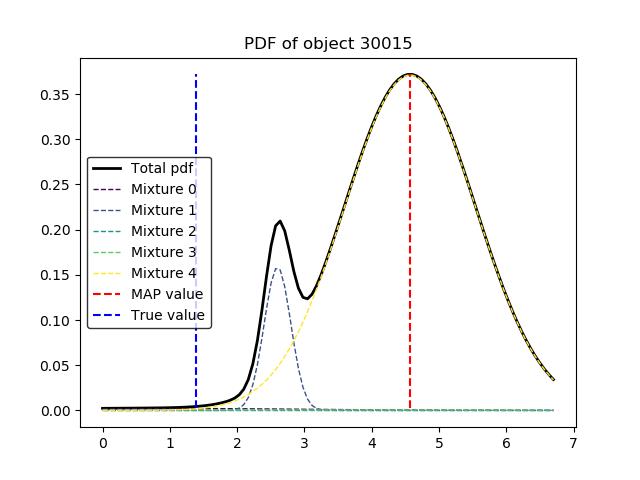 PDF of object 30015
0.35
0.30
0.25
0.20
0.15
0.10
0.05
0.00
Total pdf
Mixture 0
Mixture 1
Mixture 2
Mixture 3
Mixture 4
MAP value
True value
0 1 2 3 4 5 6 7